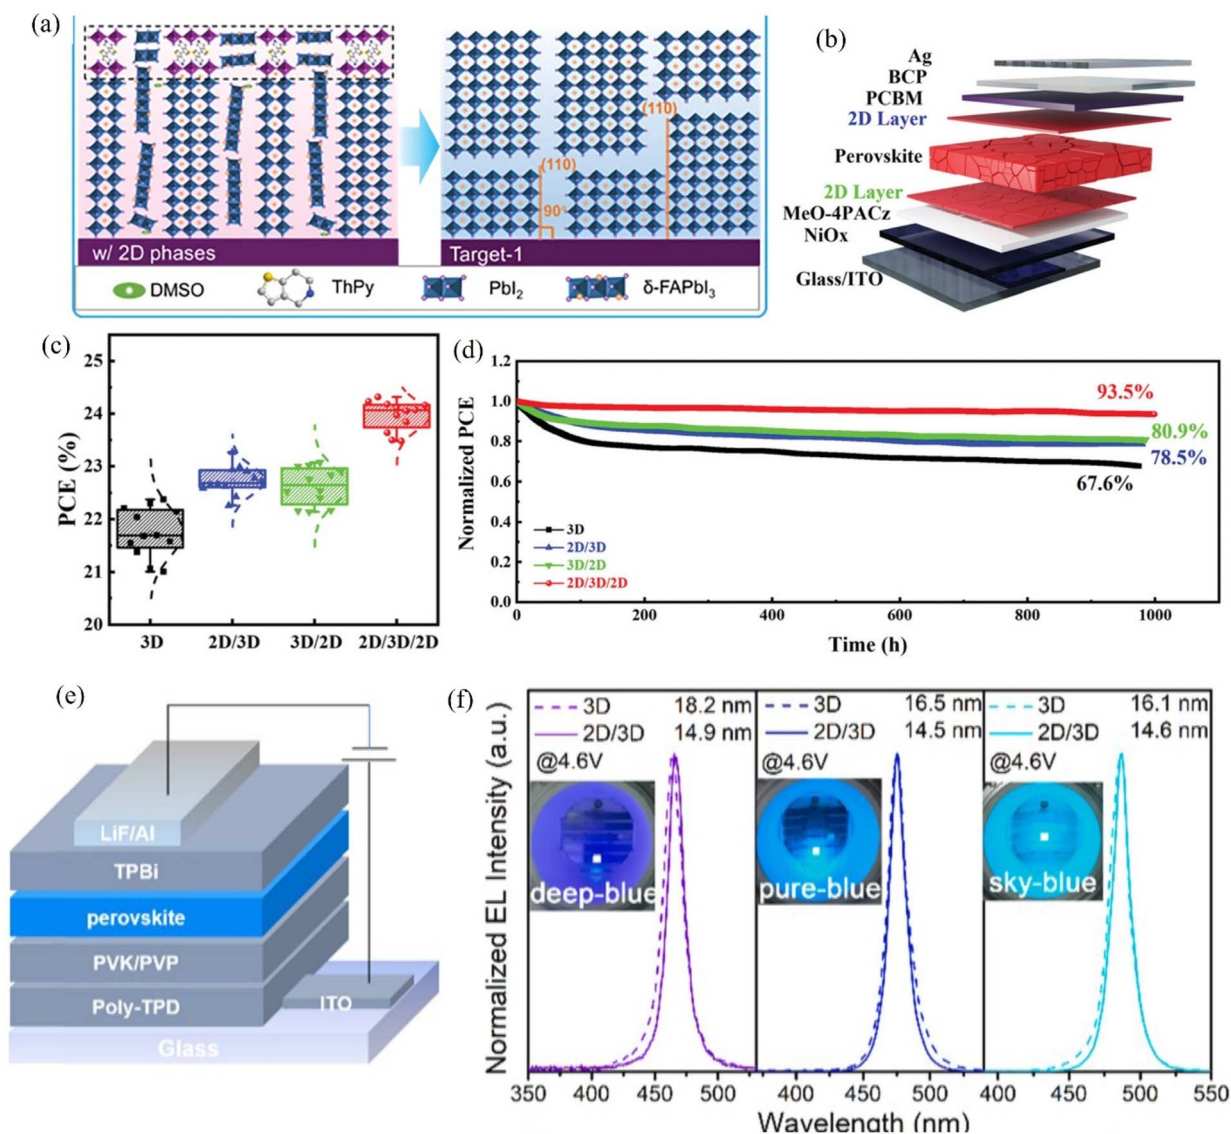 (a)
(110)
(110)
90°
w/ 2D phases
Target-1
DMSO
ThPy
PbI₂
δ-FAPbI₃
(b)
Ag
BCP
PCBM
2D Layer
Perovskite
2D Layer
MeO-4PACz
NiOx
Glass/ITO
(c)
PCE (%)
25
24
23
22
21
20
3D
2D/3D
3D/2D
2D/3D/2D
(d)
Normalized PCE
1.2
1.0
0.8
0.6
0.4
0.2
0.0
93.5%
80.9%
78.5%
67.6%
3D
2D/3D
3D/2D
2D/3D/2D
0
200
400
600
800
1000
Time (h)
(e)
LiF/Al
TPBi
perovskite
PVK/PVP
Poly-TPD
ITO
Glass
(f)
Normalized EL Intensity (a.u.)
3D 18.2 nm
2D/3D 14.9 nm
@4.6V
deep-blue
3D 16.5 nm
2D/3D 14.5 nm
@4.6V
pure-blue
3D 16.1 nm
2D/3D 14.6 nm
@4.6V
sky-blue
350 400 450 500
400 450 500
400 450 500 550
Wavelength (nm)